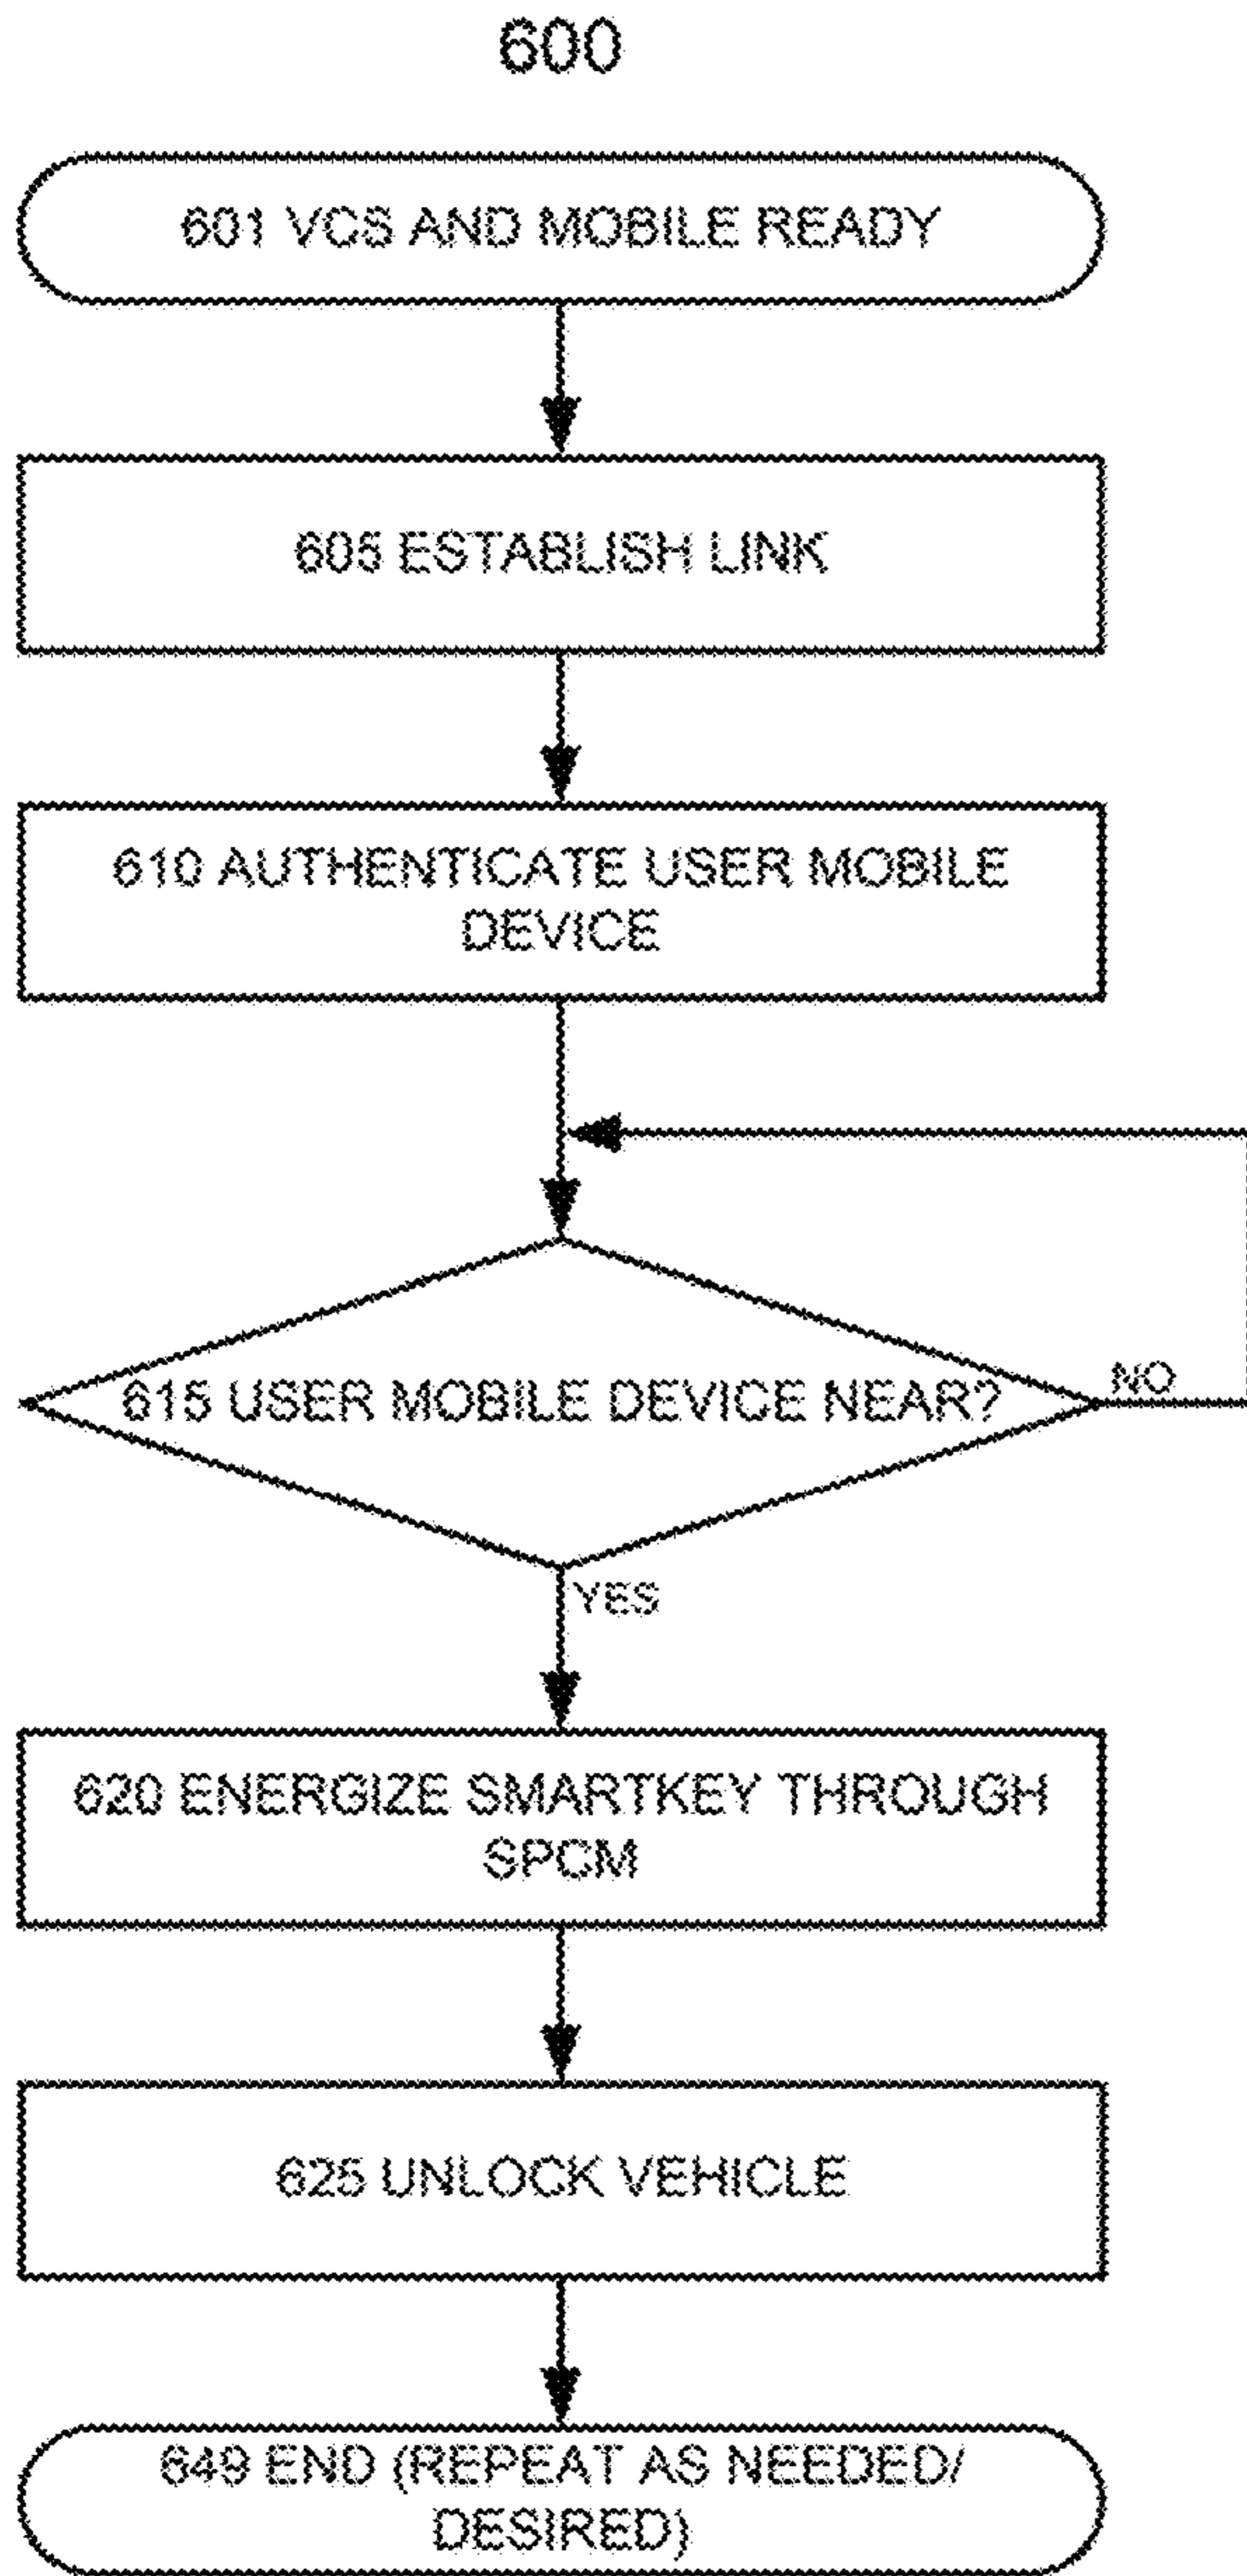 600
601 VCS AND MOBILE READY
605 ESTABLISH LINK
610 AUTHENTICATE USER MOBILE
DEVICE
615 USER MOBILE DEVICE NEAR?
NO
YES
620 ENERGIZE SMARTKEY THROUGH
SPCM
625 UNLOCK VEHICLE
649 END (REPEAT AS NEEDED/
DESIRED)